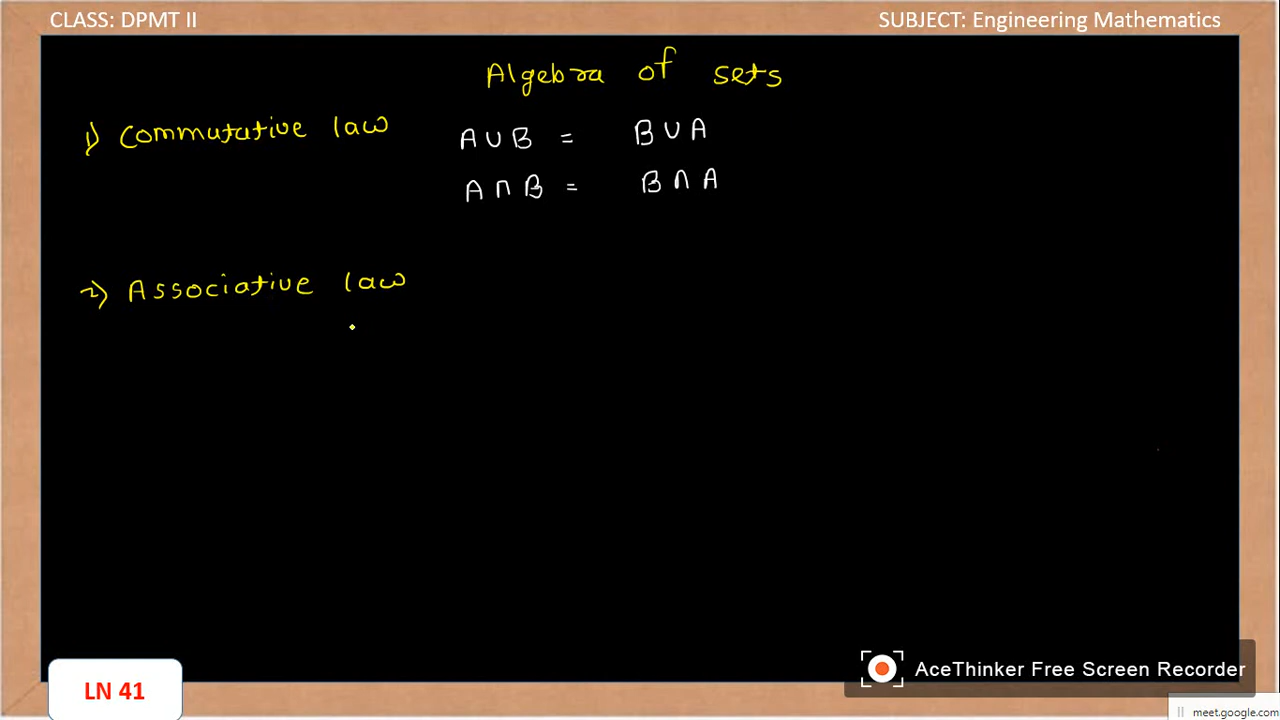 CLASS: DPMT II
SUBJECT: Engineering Mathematics
Algebra of sets
1) Commutative law
A∪B = B∪A
A∩B = B∩A
2) Associative law
LN 41
AceThinker Free Screen Recorder
meet.google.com